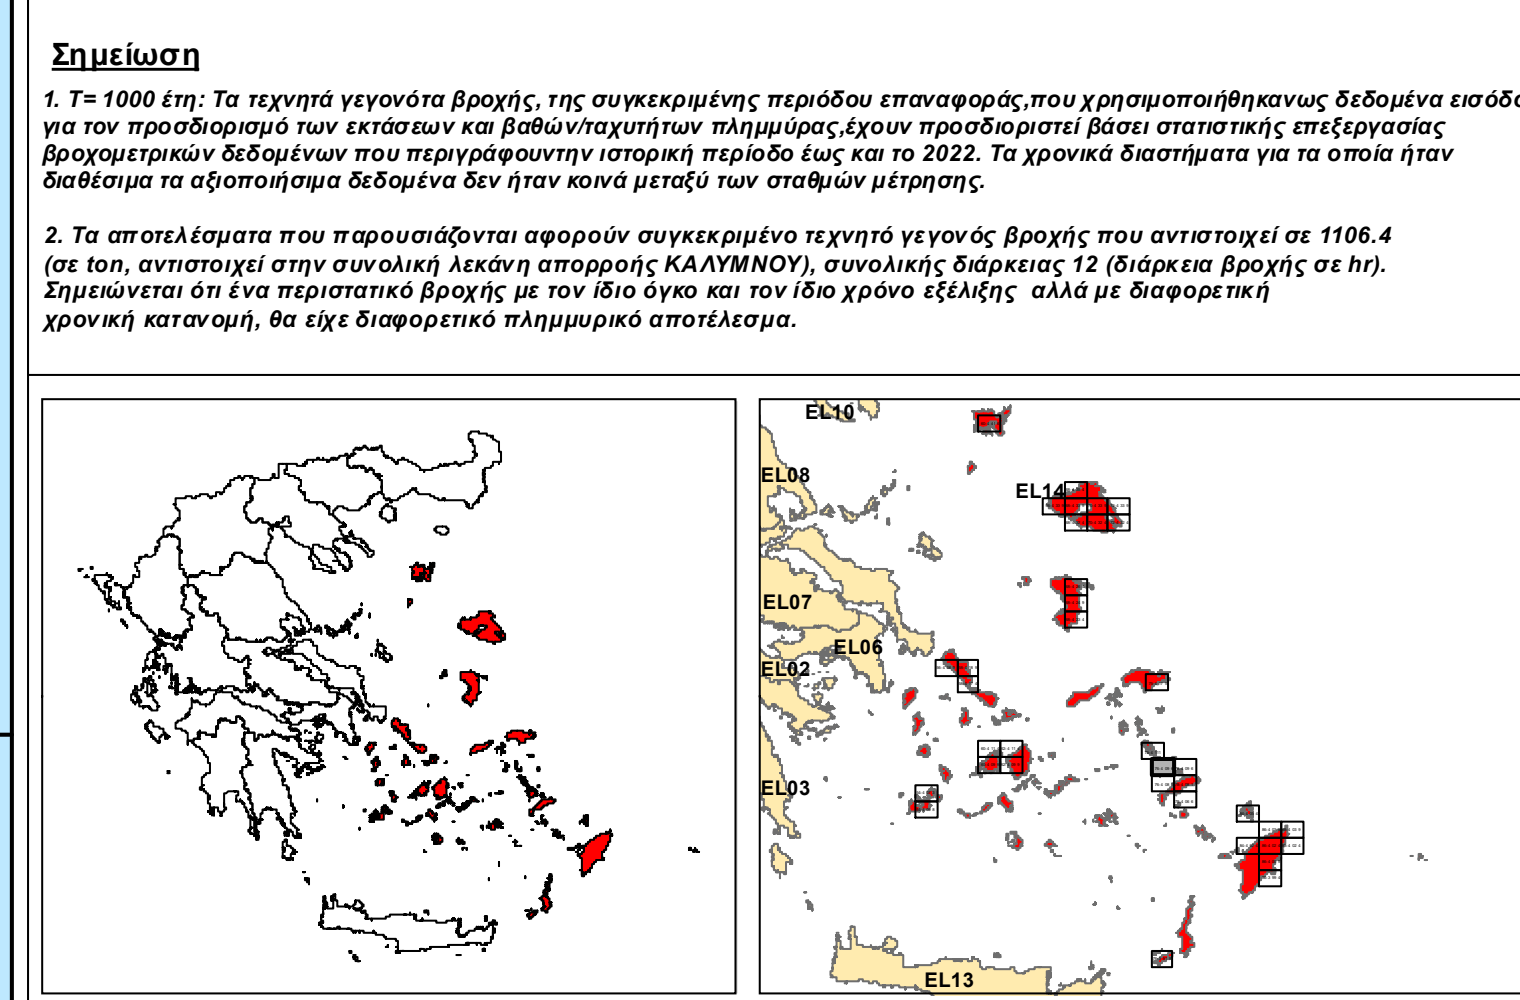 Σημείωση
1. Τ= 1000 έτη: Τα τεχνητά γεγονότα βροχής, της συγκεκριμένης περιόδου επαναφοράς,που χρησιμοποιήθηκανως δεδομένα εισόδο
για τον προσδιορισμό των εκτάσεων και βαθών/ταχυτήτων πλημμύρας,έχουν προσδιοριστεί βάσει στατιστικής επεξεργασίας
βροχομετρικών δεδομένων που περιγράφουντην ιστορική περίοδο έως και το 2022. Τα χρονικά διαστήματα για τα οποία ήταν
διαθέσιμα τα αξιοποιήσιμα δεδομένα δεν ήταν κοινά μεταξύ των σταθμών μέτρησης.
2. Τα αποτελέσματα που παρουσιάζονται αφορούν συγκεκριμένο τεχνητό γεγονός βροχής που αντιστοιχεί σε 1106.4
(σε ton, αντιστοιχεί στην συνολική λεκάνη απορροής ΚΑΛΥΜΝΟΥ), συνολικής διάρκειας 12 (διάρκεια βροχής σε hr).
Σημειώνεται ότι ένα περιστατικό βροχής με τον ίδιο όγκο και τον ίδιο χρόνο εξέλιξης αλλά με διαφορετική
χρονική κατανομή, θα είχε διαφορετικό πλημμυρικό αποτέλεσμα.
EL10
EL08
EL14
EL07
EL06
EL02
EL03
EL13